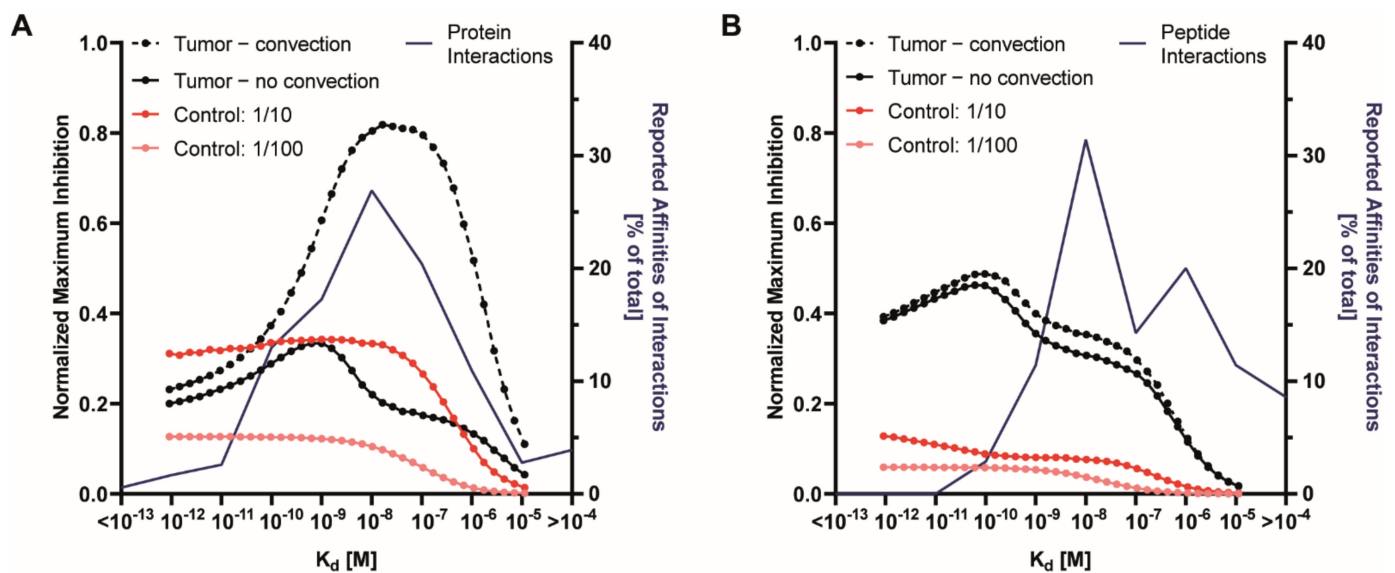 A
Tumor – convection
Tumor – no convection
Control: 1/10
Control: 1/100
Protein
Interactions
Normalized Maximum Inhibition
1.0
0.8
0.6
0.4
0.2
0.0
40
30
20
10
0
Reported Affinities of Interactions
[% of total]
<10⁻¹³ 10⁻¹² 10⁻¹¹ 10⁻¹⁰ 10⁻⁹ 10⁻⁸ 10⁻⁷ 10⁻⁶ 10⁻⁵ >10⁻⁴
K_d [M]
B
Tumor – convection
Tumor – no convection
Control: 1/10
Control: 1/100
Peptide
Interactions
Normalized Maximum Inhibition
1.0
0.8
0.6
0.4
0.2
0.0
40
30
20
10
0
Reported Affinities of Interactions
[% of total]
<10⁻¹³ 10⁻¹² 10⁻¹¹ 10⁻¹⁰ 10⁻⁹ 10⁻⁸ 10⁻⁷ 10⁻⁶ 10⁻⁵ >10⁻⁴
K_d [M]